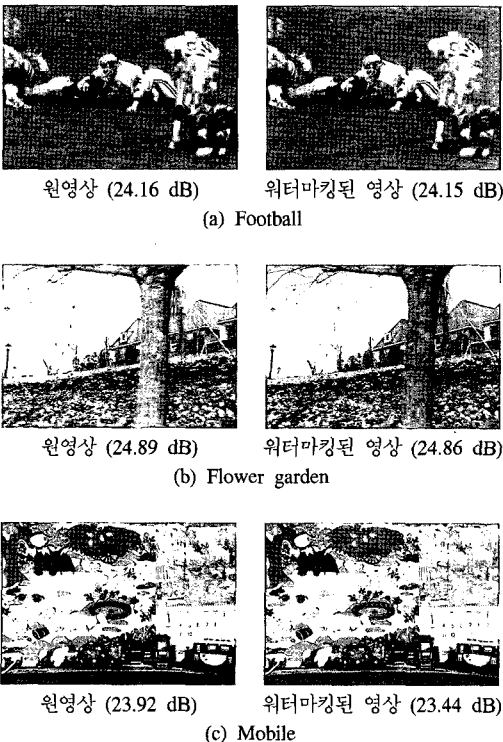 원영상 (24.16 dB) 워터마킹된 영상 (24.15 dB)
(a) Football
원영상 (24.89 dB) 워터마킹된 영상 (24.86 dB)
(b) Flower garden
원영상 (23.92 dB) 워터마킹된 영상 (23.44 dB)
(c) Mobile